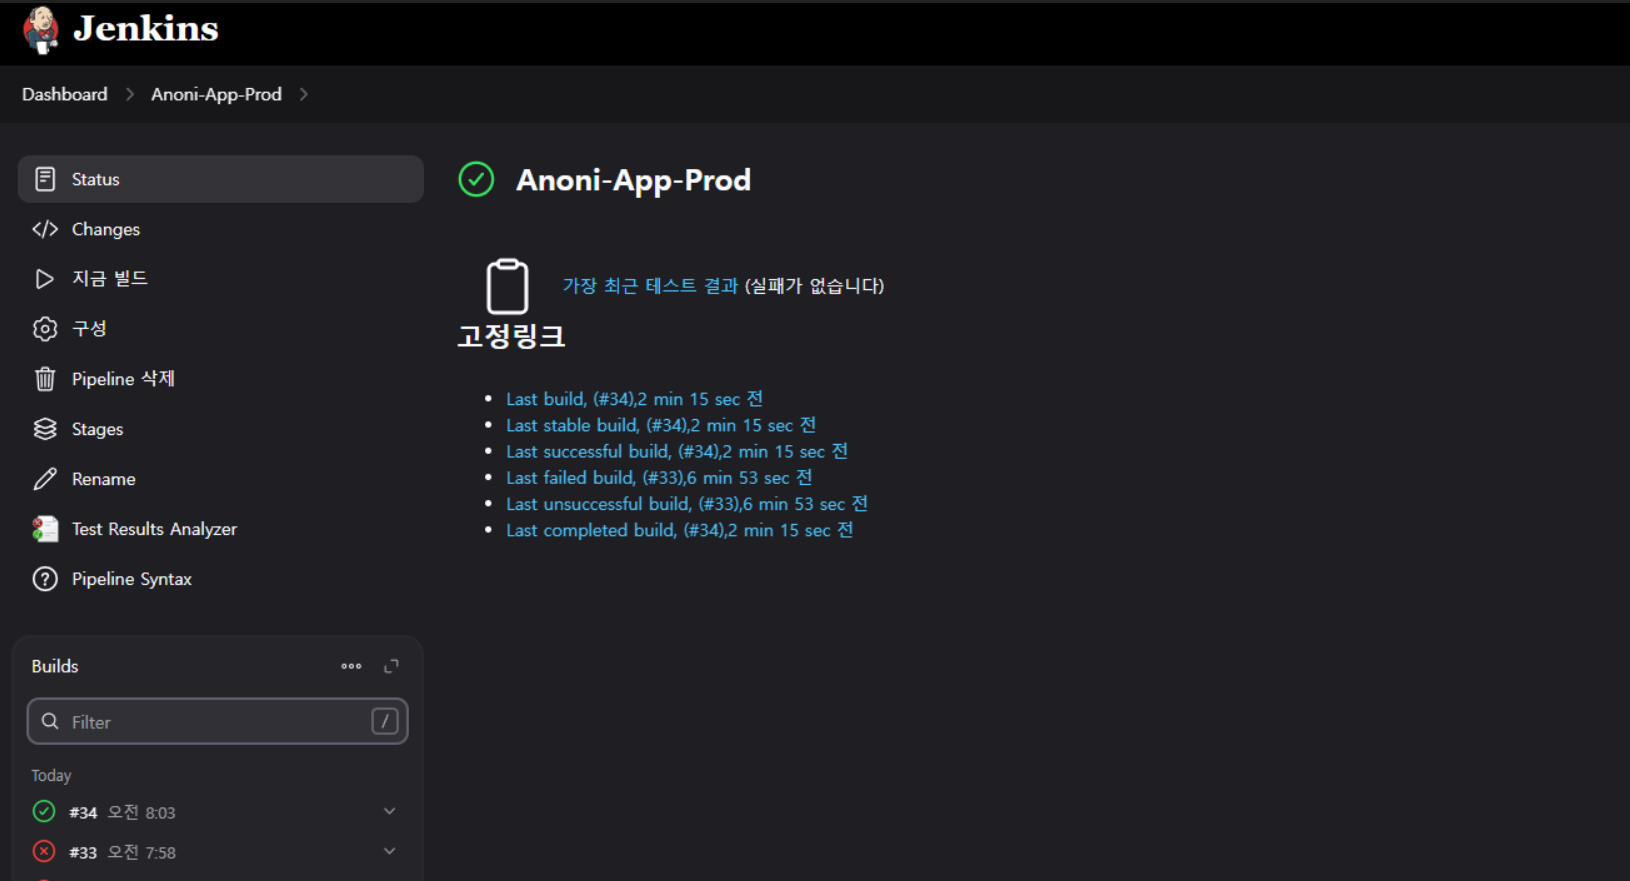 Jenkins
Dashboard
Anoni-App-Prod
Status
Changes
지금 빌드
구성
Pipeline 삭제
Stages
Rename
Test Results Analyzer
Pipeline Syntax
Builds
Filter
/
Today
#34 오전 8:03
#33 오전 7:58
Anoni-App-Prod
가장 최근 테스트 결과 (실패가 없습니다)
고정링크
Last build, (#34),2 min 15 sec 전
Last stable build, (#34),2 min 15 sec 전
Last successful build, (#34),2 min 15 sec 전
Last failed build, (#33),6 min 53 sec 전
Last unsuccessful build, (#33),6 min 53 sec 전
Last completed build, (#34),2 min 15 sec 전